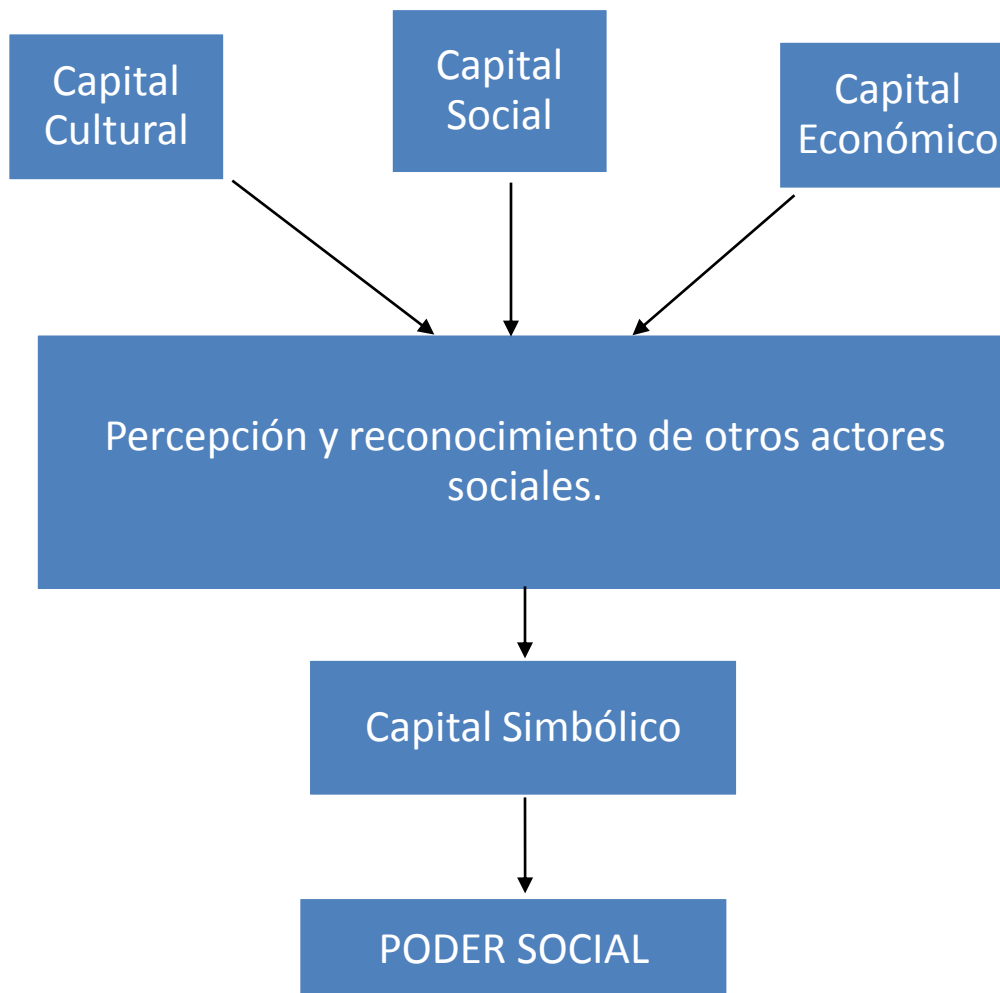 Capital
Cultural
Capital
Social
Capital
Económico
Percepción y reconocimiento de otros actores
sociales.
Capital Simbólico
PODER SOCIAL